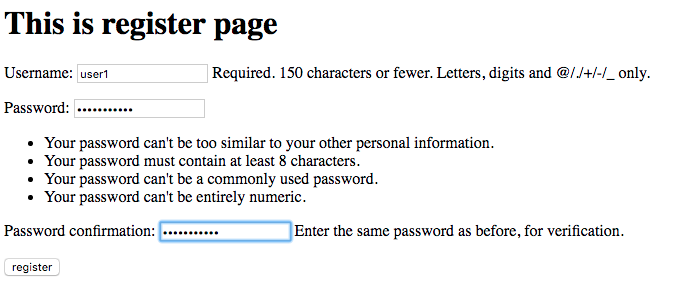 This is register page
Username: user1 Required. 150 characters or fewer. Letters, digits and @/./+/-/_ only.
Password: •••••••••••
• Your password can't be too similar to your other personal information.
• Your password must contain at least 8 characters.
• Your password can't be a commonly used password.
• Your password can't be entirely numeric.
Password confirmation: ••••••••••• Enter the same password as before, for verification.
register